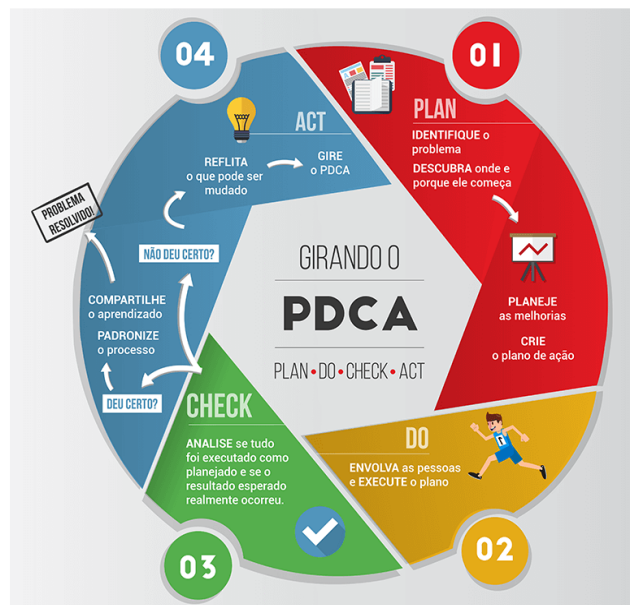 04
01
PLAN
IDENTIFIQUE o
problema
DESCUBRA onde e
porque ele começa
PLANEJE
as melhorias
CRIE
o plano de ação
GIRANDO O
PDCA
PLAN • DO • CHECK • ACT
DO
ENVOLVA as pessoas
e EXECUTE o plano
02
CHECK
ANALISE se tudo
foi executado como
planejado e se o
resultado esperado
realmente ocorreu.
03
ACT
DEU CERTO?
PADRONIZE
o processo
COMPARTILHE
o aprendizado
PROBLEMA
RESOLVIDO!
NÃO DEU CERTO?
REFLITA
o que pode ser
mudado
GIRE
o PDCA